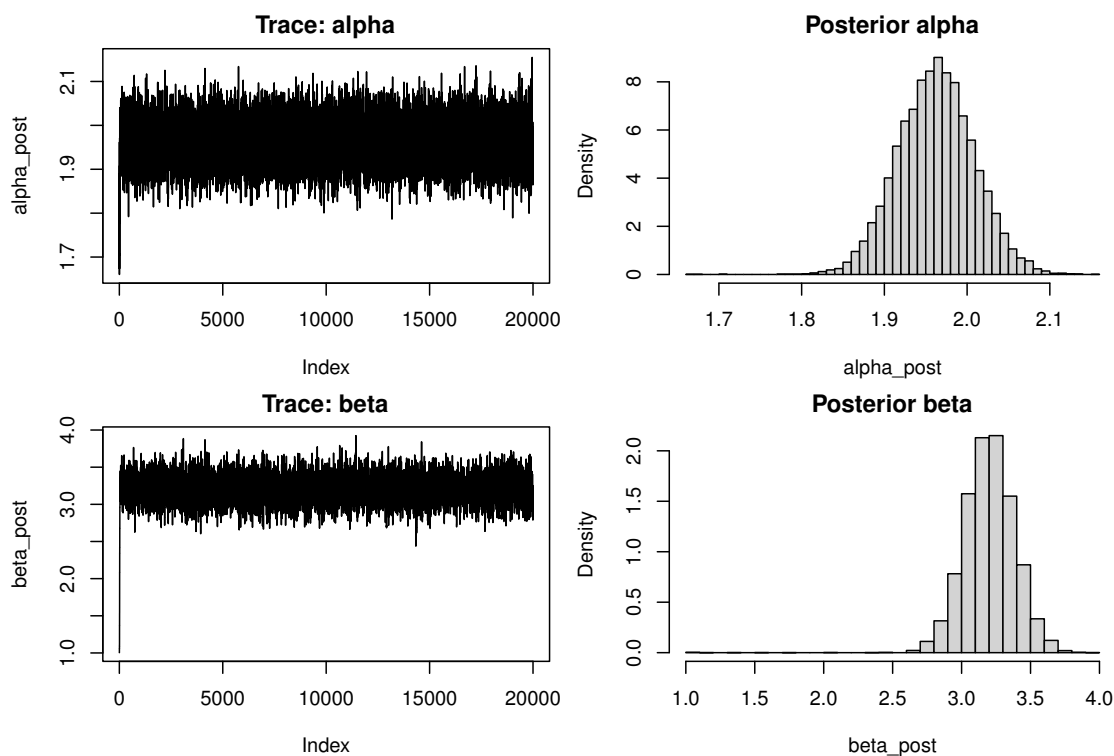 Trace: alpha
alpha_post
1.7 1.9 2.1
0 5000 10000 15000 20000
Index
Posterior alpha
Density
0 2 4 6 8
1.7 1.8 1.9 2.0 2.1
alpha_post
Trace: beta
beta_post
1.0 2.0 3.0 4.0
0 5000 10000 15000 20000
Index
Posterior beta
Density
0.0 0.5 1.0 1.5 2.0
1.0 1.5 2.0 2.5 3.0 3.5 4.0
beta_post